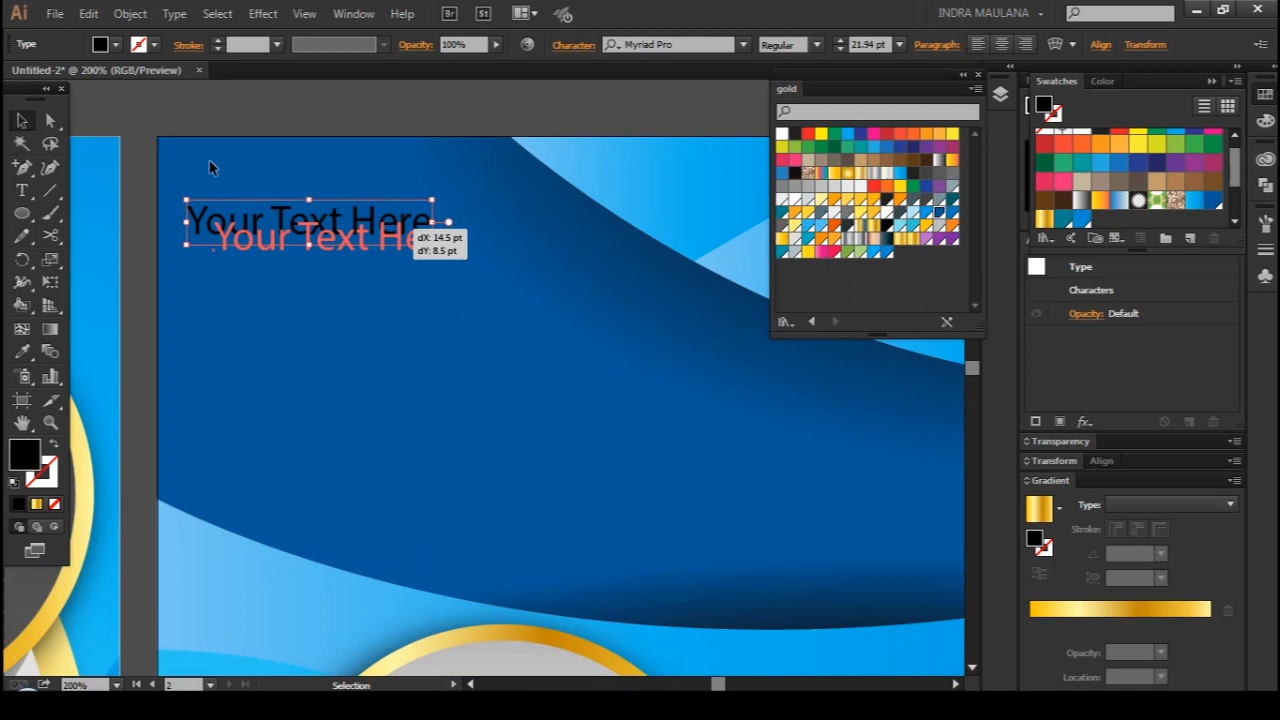 Ai File Edit Object Type Select Effect View Window Help Br St INDRA MAULANA
Type Stroke: Opacity: 100% Character: Myriad Pro Regular 21.94 pt Paragraph: Align Transform
Untitled-2* @ 200% (RGB/Preview)
gold
Swatches Color
Your Text Here
Your Text He
dX: 14.5 pt
dY: 8.5 pt
Type
Characters
Opacity: Default
fx
Transparency
Transform Align
Gradient
Type:
Stroke:
Opacity:
Location:
200% 2 Selection